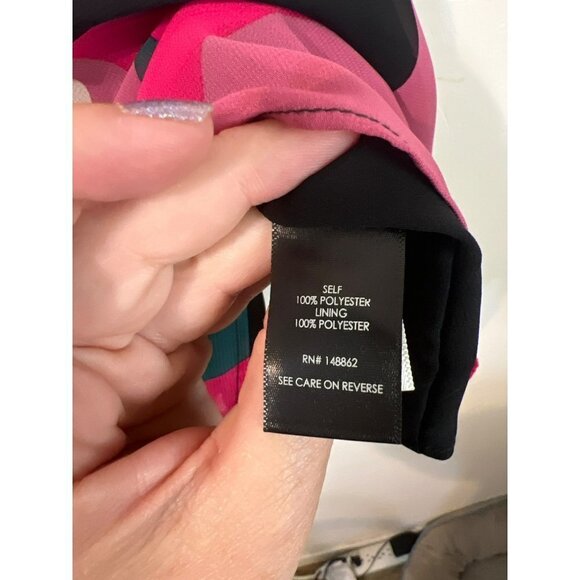 SELF
100% POLYESTER
LINING
100% POLYESTER
RN# 148862
SEE CARE ON REVERSE